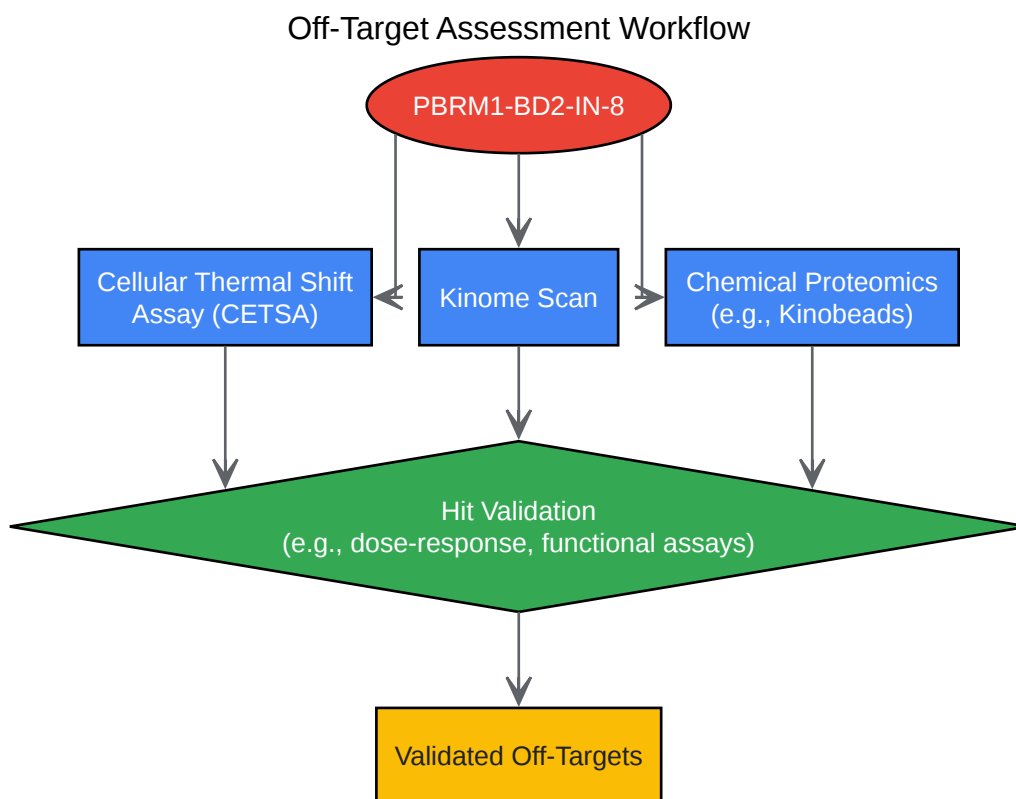 Off-Target Assessment Workflow
PBRM1-BD2-IN-8
Cellular Thermal Shift
Assay (CETSA)
Kinome Scan
Chemical Proteomics
(e.g., Kinobeads)
Hit Validation
(e.g., dose-response, functional assays)
Validated Off-Targets